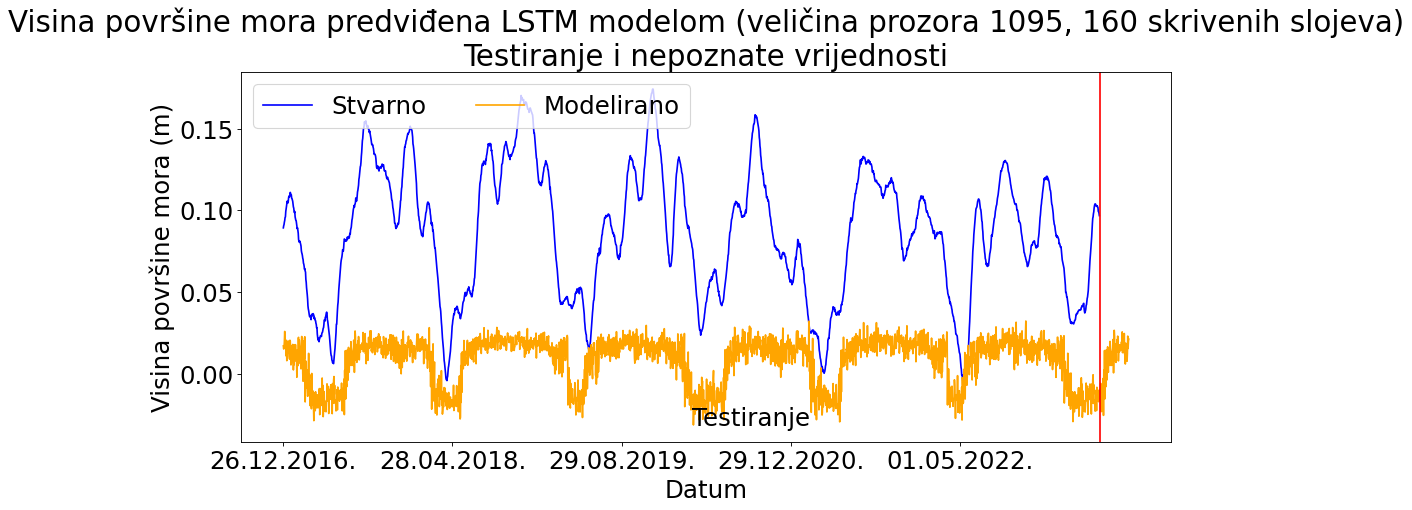 Visina površine mora predviđena LSTM modelom (veličina prozora 1095, 160 skrivenih slojeva)
Testiranje i nepoznate vrijednosti
Stvarno Modelirano
Visina površine mora (m)
0.15
0.10
0.05
0.00
Testiranje
26.12.2016. 28.04.2018. 29.08.2019. 29.12.2020. 01.05.2022.
Datum